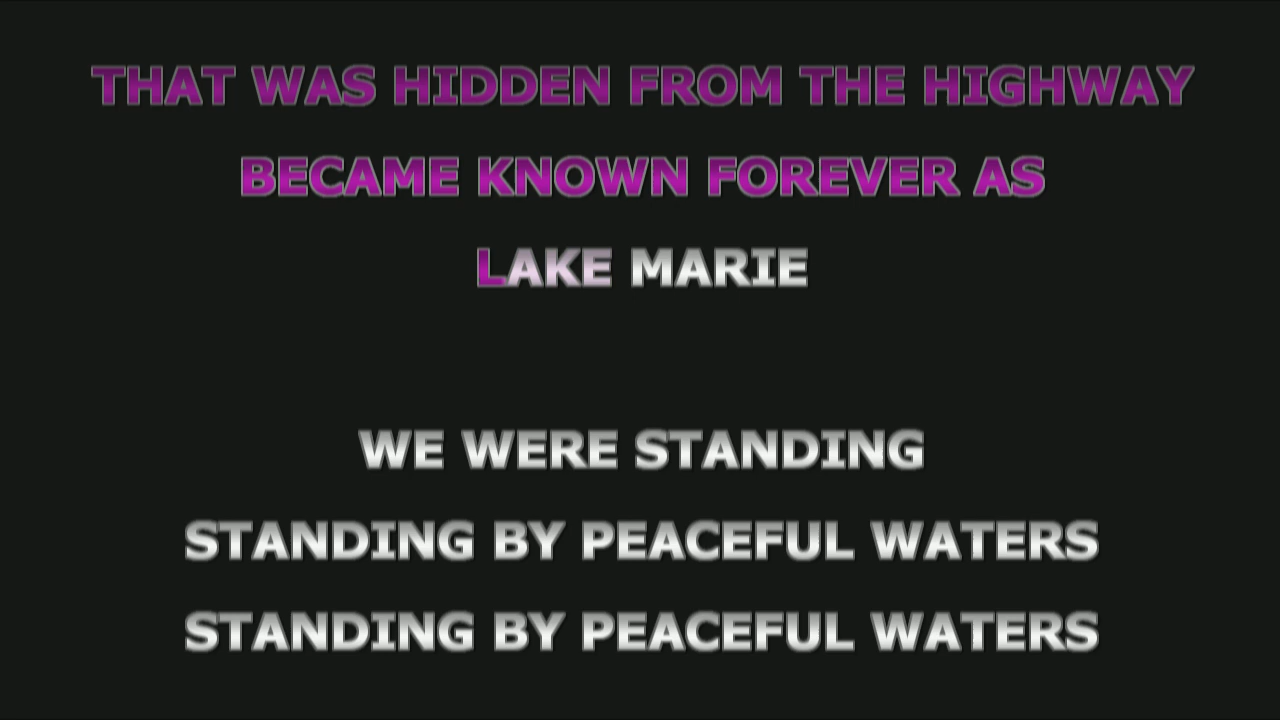 THAT WAS HIDDEN FROM THE HIGHWAY
BECAME KNOWN FOREVER AS
LAKE MARIE
WE WERE STANDING
STANDING BY PEACEFUL WATERS
STANDING BY PEACEFUL WATERS